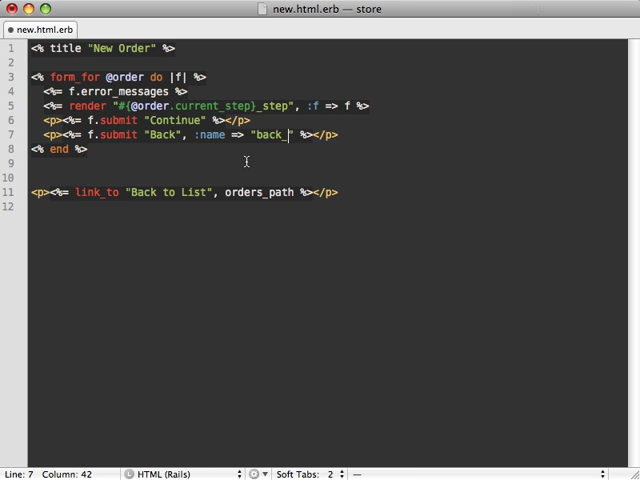 new.html.erb — store
new.html.erb
1 <% title "New Order" %>
2
3 <% form_for @order do |f| %>
4 <%= f.error_messages %>
5 <%= render "#{@order.current_step}_step", :f => f %>
6 <p><%= f.submit "Continue" %></p>
7 <p><%= f.submit "Back", :name => "back_" %></p>
8 <% end %>
9
10
11 <p><%= link_to "Back to List", orders_path %></p>
12
Line: 7 Column: 42 L HTML (Rails) Soft Tabs: 2 —